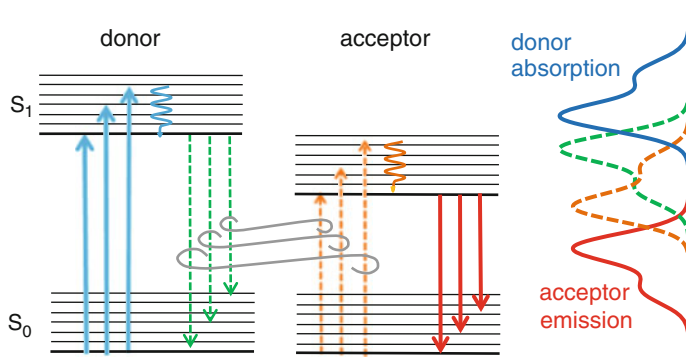 donor
acceptor
donor
absorption
S1
S0
acceptor
emission